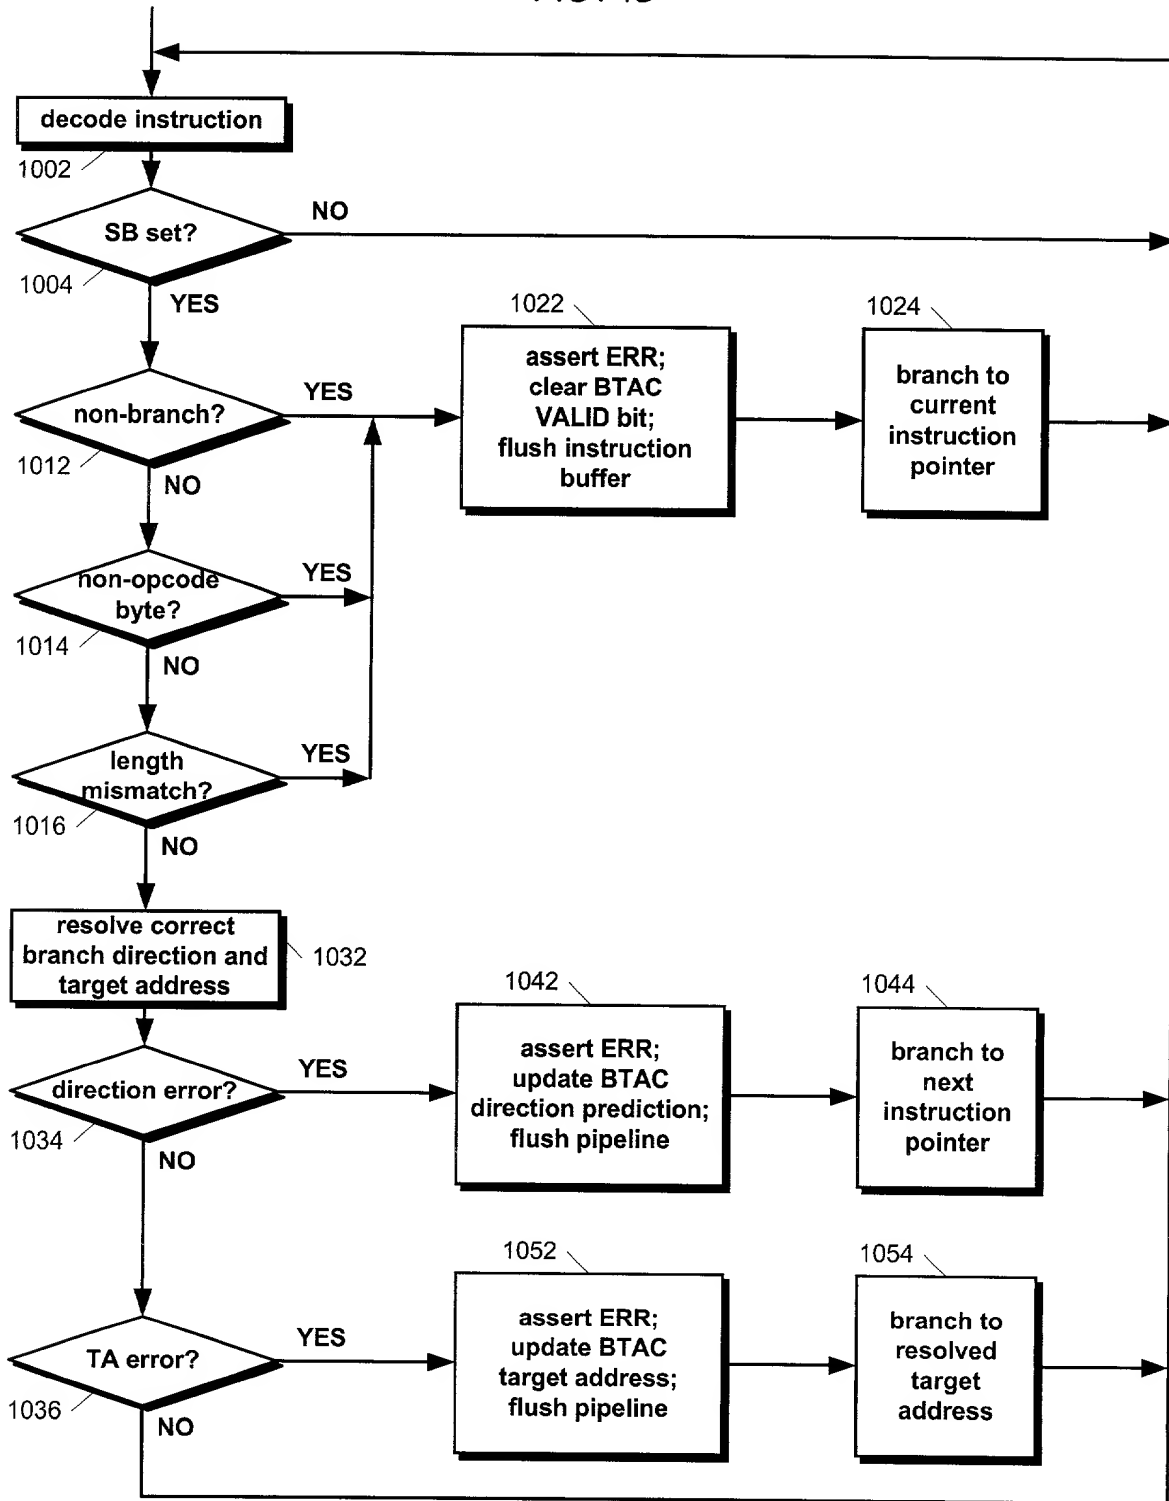 decode instruction
1002
SB set?
NO
1004
YES
1022
1024
non-branch?
YES
assert ERR;
clear BTAC
VALID bit;
flush instruction
buffer
branch to
current
instruction
pointer
1012
NO
non-opcode
byte?
YES
1014
NO
length
mismatch?
YES
1016
NO
resolve correct
branch direction and
target address
1032
1042
1044
direction error?
YES
assert ERR;
update BTAC
direction prediction;
flush pipeline
branch to
next
instruction
pointer
1034
NO
1052
1054
TA error?
YES
assert ERR;
update BTAC
target address;
flush pipeline
branch to
resolved
target
address
1036
NO